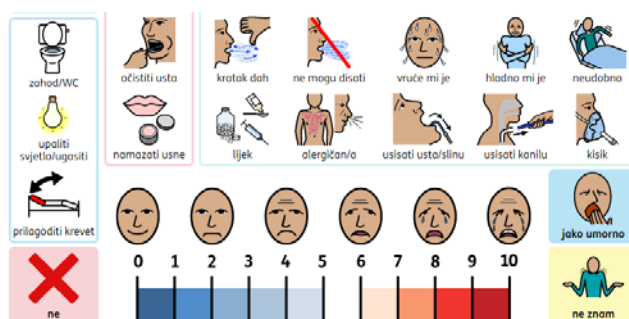 zahod/WC
očistiti usta
kratak dah
ne mogu disati
vruće mi je
hladno mi je
neudobno
upaliti
svjetlo/ugasiti
namazati usne
lijek
alergičan/a
usisati usta/slinu
usisati kanilu
kisik
prilagoditi krevet
jako umorno
0 1 2 3 4 5 6 7 8 9 10
ne
ne znam